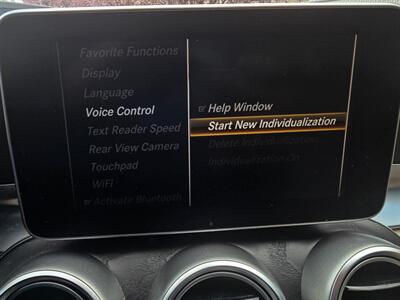 Favorite Functions
Display
Language
Voice Control
Text Reader Speed
Rear View Camera
Touchpad
WiFi
Activate Bluetooth
Help Window
Start New Individualization
Delete Individualization
Individualization On